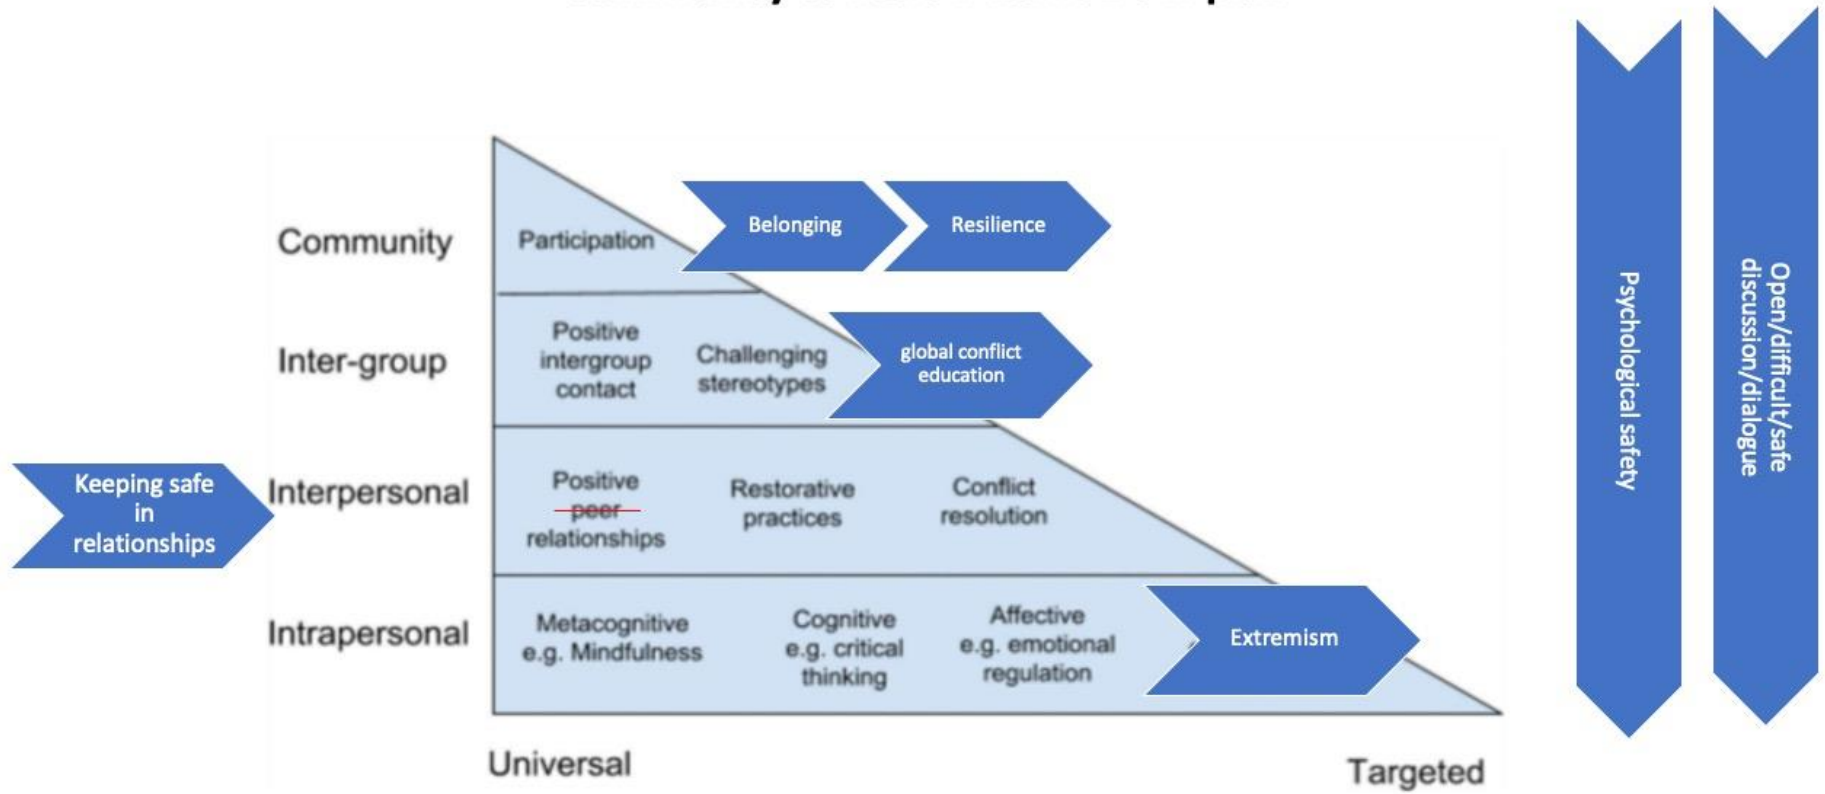 Community
Participation
Belonging
Resilience
Inter-group
Positive
intergroup
contact
Challenging
stereotypes
global conflict
education
Keeping safe
in
relationships
Interpersonal
Positive
peer
relationships
Restorative
practices
Conflict
resolution
Intrapersonal
Metacognitive
e.g. Mindfulness
Cognitive
e.g. critical
thinking
Affective
e.g. emotional
regulation
Extremism
Universal
Targeted
Psychological safety
Open/difficult/safe
discussion/dialogue